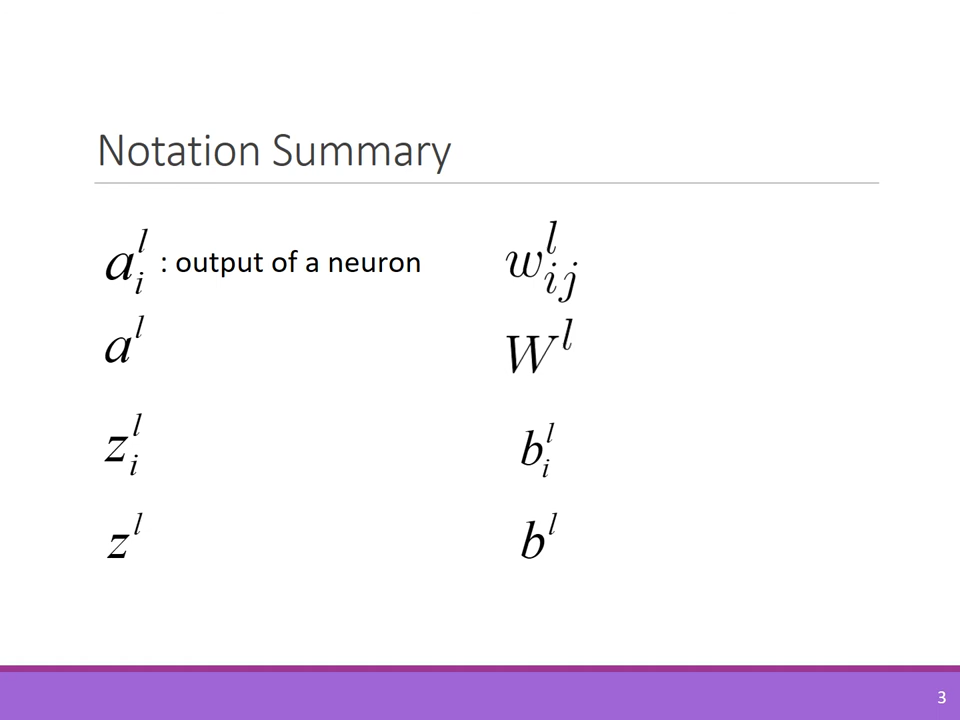 Notation Summary
a_i^l : output of a neuron
a^l
z_i^l
z^l
w_{ij}^l
W^l
b_i^l
b^l
3